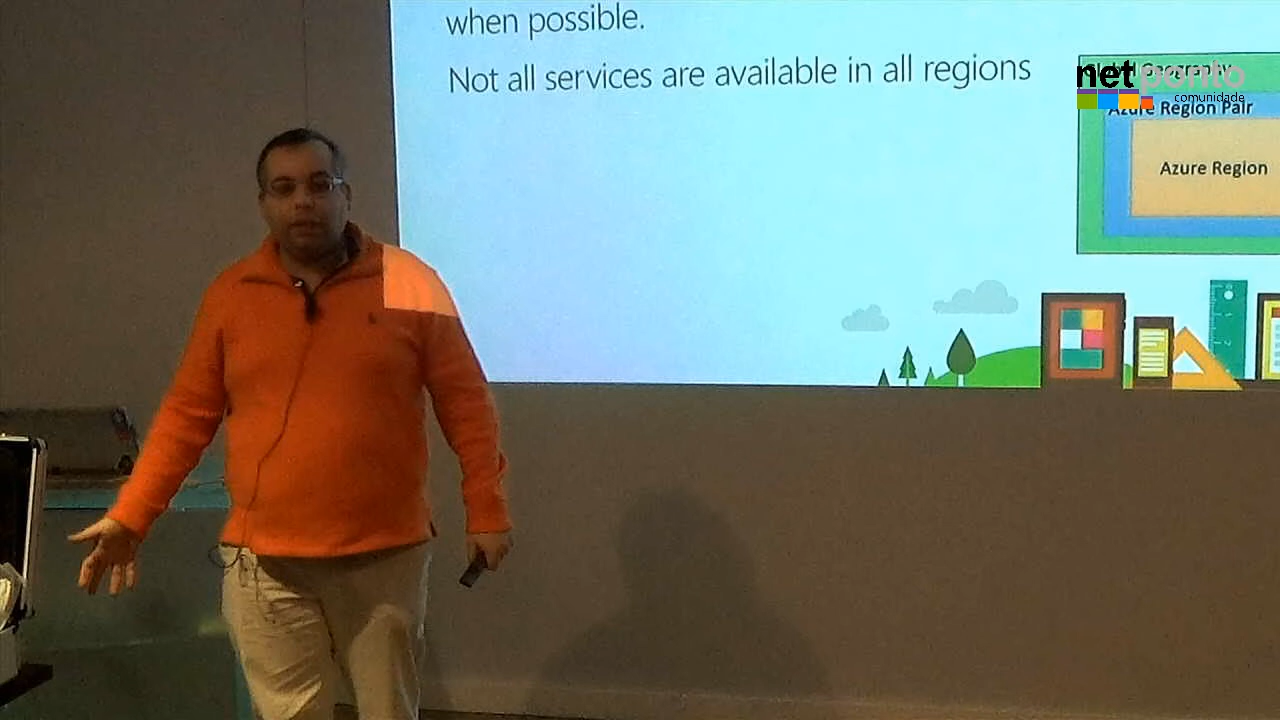 when possible.
Not all services are available in all regions
netponto
comunidade
Azure Region Pair
Azure Region